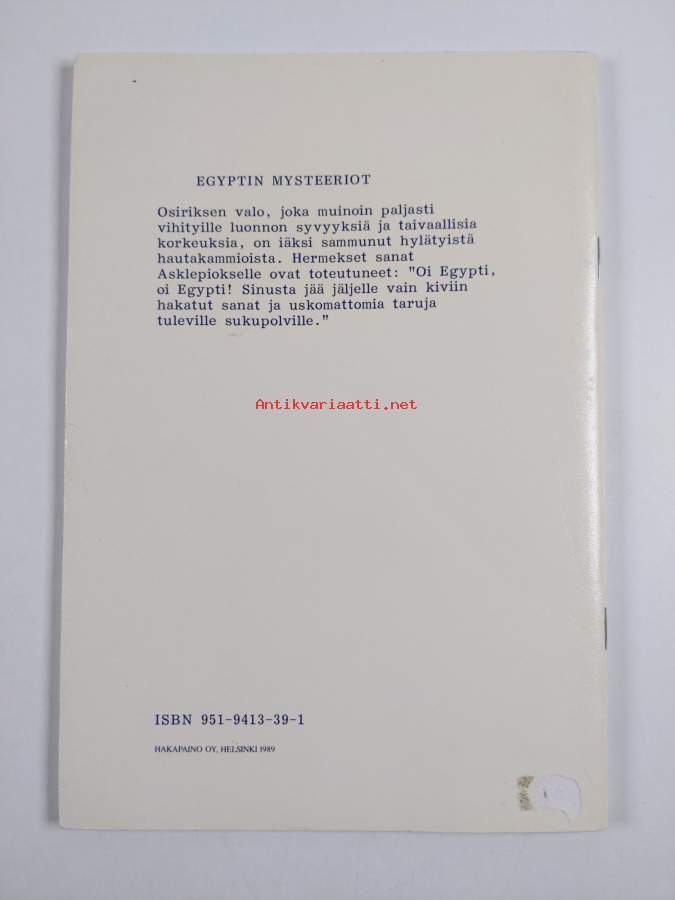 EGYPTIN MYSTEERIOT
Osiriksen valo, joka muinoin paljasti
vihityille luonnon syvyyksiä ja taivaallisia
korkeuksia, on iäksi sammunut hylätyistä
hautakammioista. Hermekset sanat
Asklepiokselle ovat toteutuneet: "Oi Egypti,
oi Egypti! Sinusta jää jäljelle vain kiviin
hakatut sanat ja uskomattomia taruja
tuleville sukupolville."
Antikvariaatti.net
ISBN 951-9413-39-1
HAKAPAINO OY, HELSINKI 1989